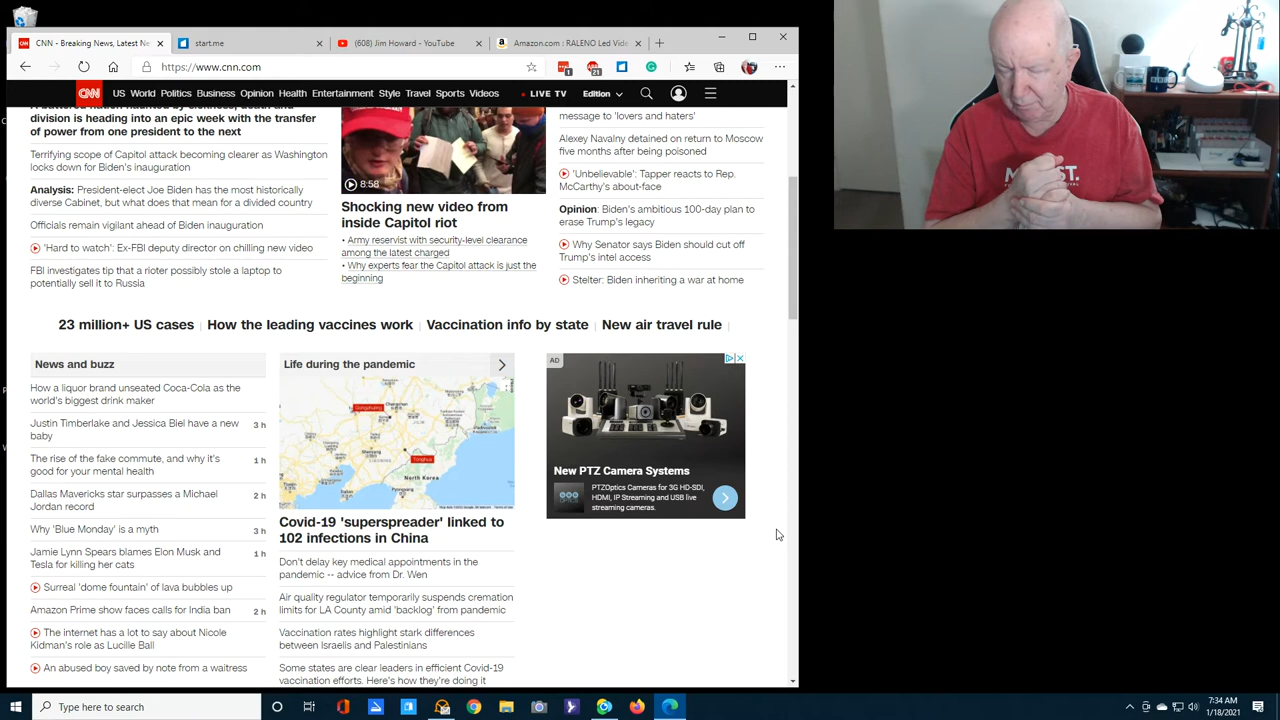 CNN - Breaking News, Latest Ne
start.me
(608) Jim Howard - YouTube
Amazon.com : RALENO Led Vide
https://www.cnn.com
1
21
CNN
US World Politics Business Opinion Health Entertainment Style Travel Sports Videos
LIVE TV
Edition
division is heading into an epic week with the transfer
of power from one president to the next
Terrifying scope of Capitol attack becoming clearer as Washington
locks down for Biden's inauguration
Analysis: President-elect Joe Biden has the most historically
diverse Cabinet, but what does that mean for a divided country
Officials remain vigilant ahead of Biden inauguration
'Hard to watch': Ex-FBI deputy director on chilling new video
FBI investigates tip that a rioter possibly stole a laptop to
potentially sell it to Russia
8:58
Shocking new video from
inside Capitol riot
• Army reservist with security-level clearance
among the latest charged
• Why experts fear the Capitol attack is just the
beginning
message to 'lovers and haters'
Alexey Navalny detained on return to Moscow
five months after being poisoned
'Unbelievable': Tapper reacts to Rep.
McCarthy's about-face
Opinion: Biden's ambitious 100-day plan to
erase Trump's legacy
Why Senator says Biden should cut off
Trump's intel access
Stelter: Biden inheriting a war at home
23 million+ US cases | How the leading vaccines work | Vaccination info by state | New air travel rule |
News and buzz
How a liquor brand unseated Coca-Cola as the
world's biggest drink maker
Justin Timberlake and Jessica Biel have a new 3 h
baby
The rise of the fake commute, and why it's 1 h
good for your mental health
Dallas Mavericks star surpasses a Michael 2 h
Jordan record
Why 'Blue Monday' is a myth 3 h
Jamie Lynn Spears blames Elon Musk and 1 h
Tesla for killing her cats
Surreal 'dome fountain' of lava bubbles up
Amazon Prime show faces calls for India ban 2 h
The internet has a lot to say about Nicole
Kidman's role as Lucille Ball
An abused boy saved by note from a waitress
Life during the pandemic
Tonghua
North Korea
Covid-19 'superspreader' linked to
102 infections in China
Don't delay key medical appointments in the
pandemic -- advice from Dr. Wen
Air quality regulator temporarily suspends cremation
limits for LA County amid 'backlog' from pandemic
Vaccination rates highlight stark differences
between Israelis and Palestinians
Some states are clear leaders in efficient Covid-19
vaccination efforts. Here's how they're doing it
AD
New PTZ Camera Systems
PTZOptics Cameras for 3G HD-SDI,
HDMI, IP Streaming and USB live
streaming cameras.
Type here to search
7:34 AM
1/18/2021